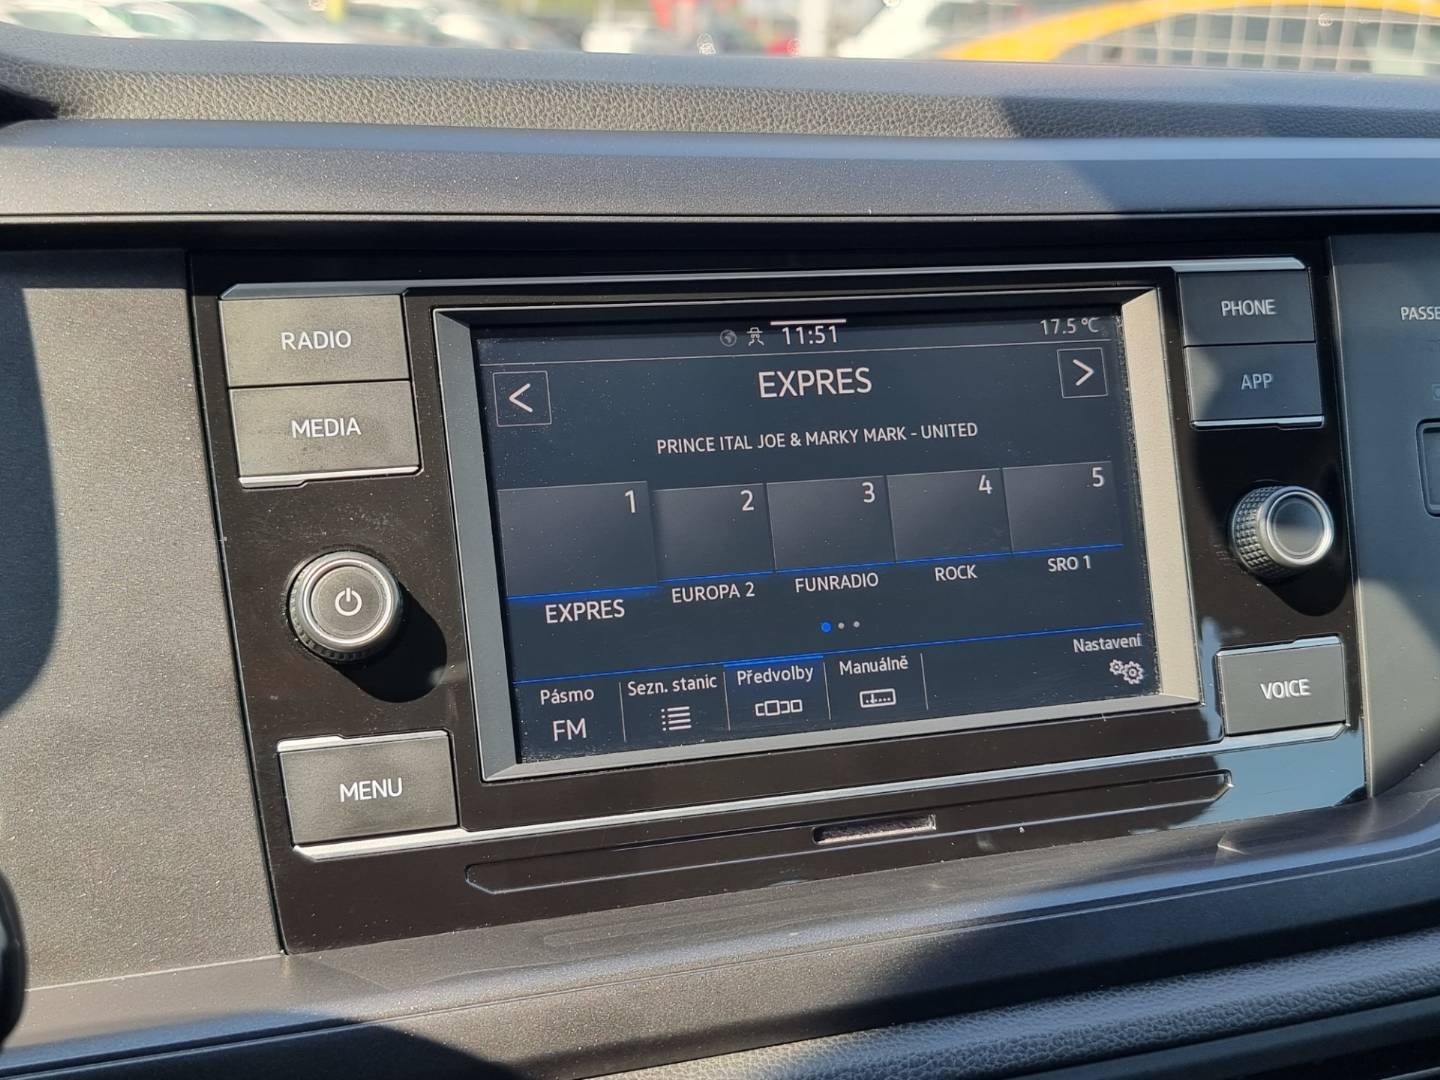 RADIO
MEDIA
MENU
PHONE
APP
VOICE
PASSE
11:51
17.5 °C
<
EXPRES
>
PRINCE ITAL JOE & MARKY MARK - UNITED
1
2
3
4
5
EXPRES
EUROPA 2
FUNRADIO
ROCK
SRO 1
Nastavení
Pásmo
FM
Sezn. stanic
Předvolby
Manuálně